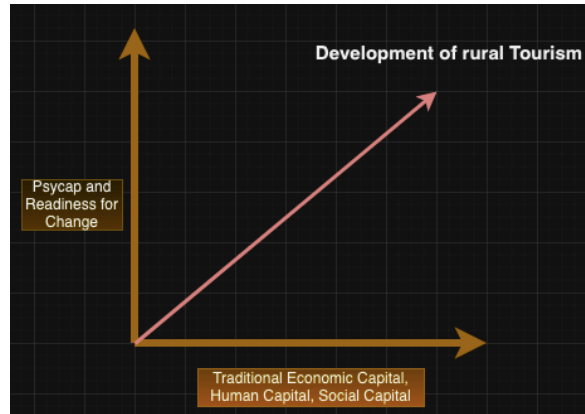 Development of rural Tourism
Psycap and
Readiness for
Change
Traditional Economic Capital,
Human Capital, Social Capital